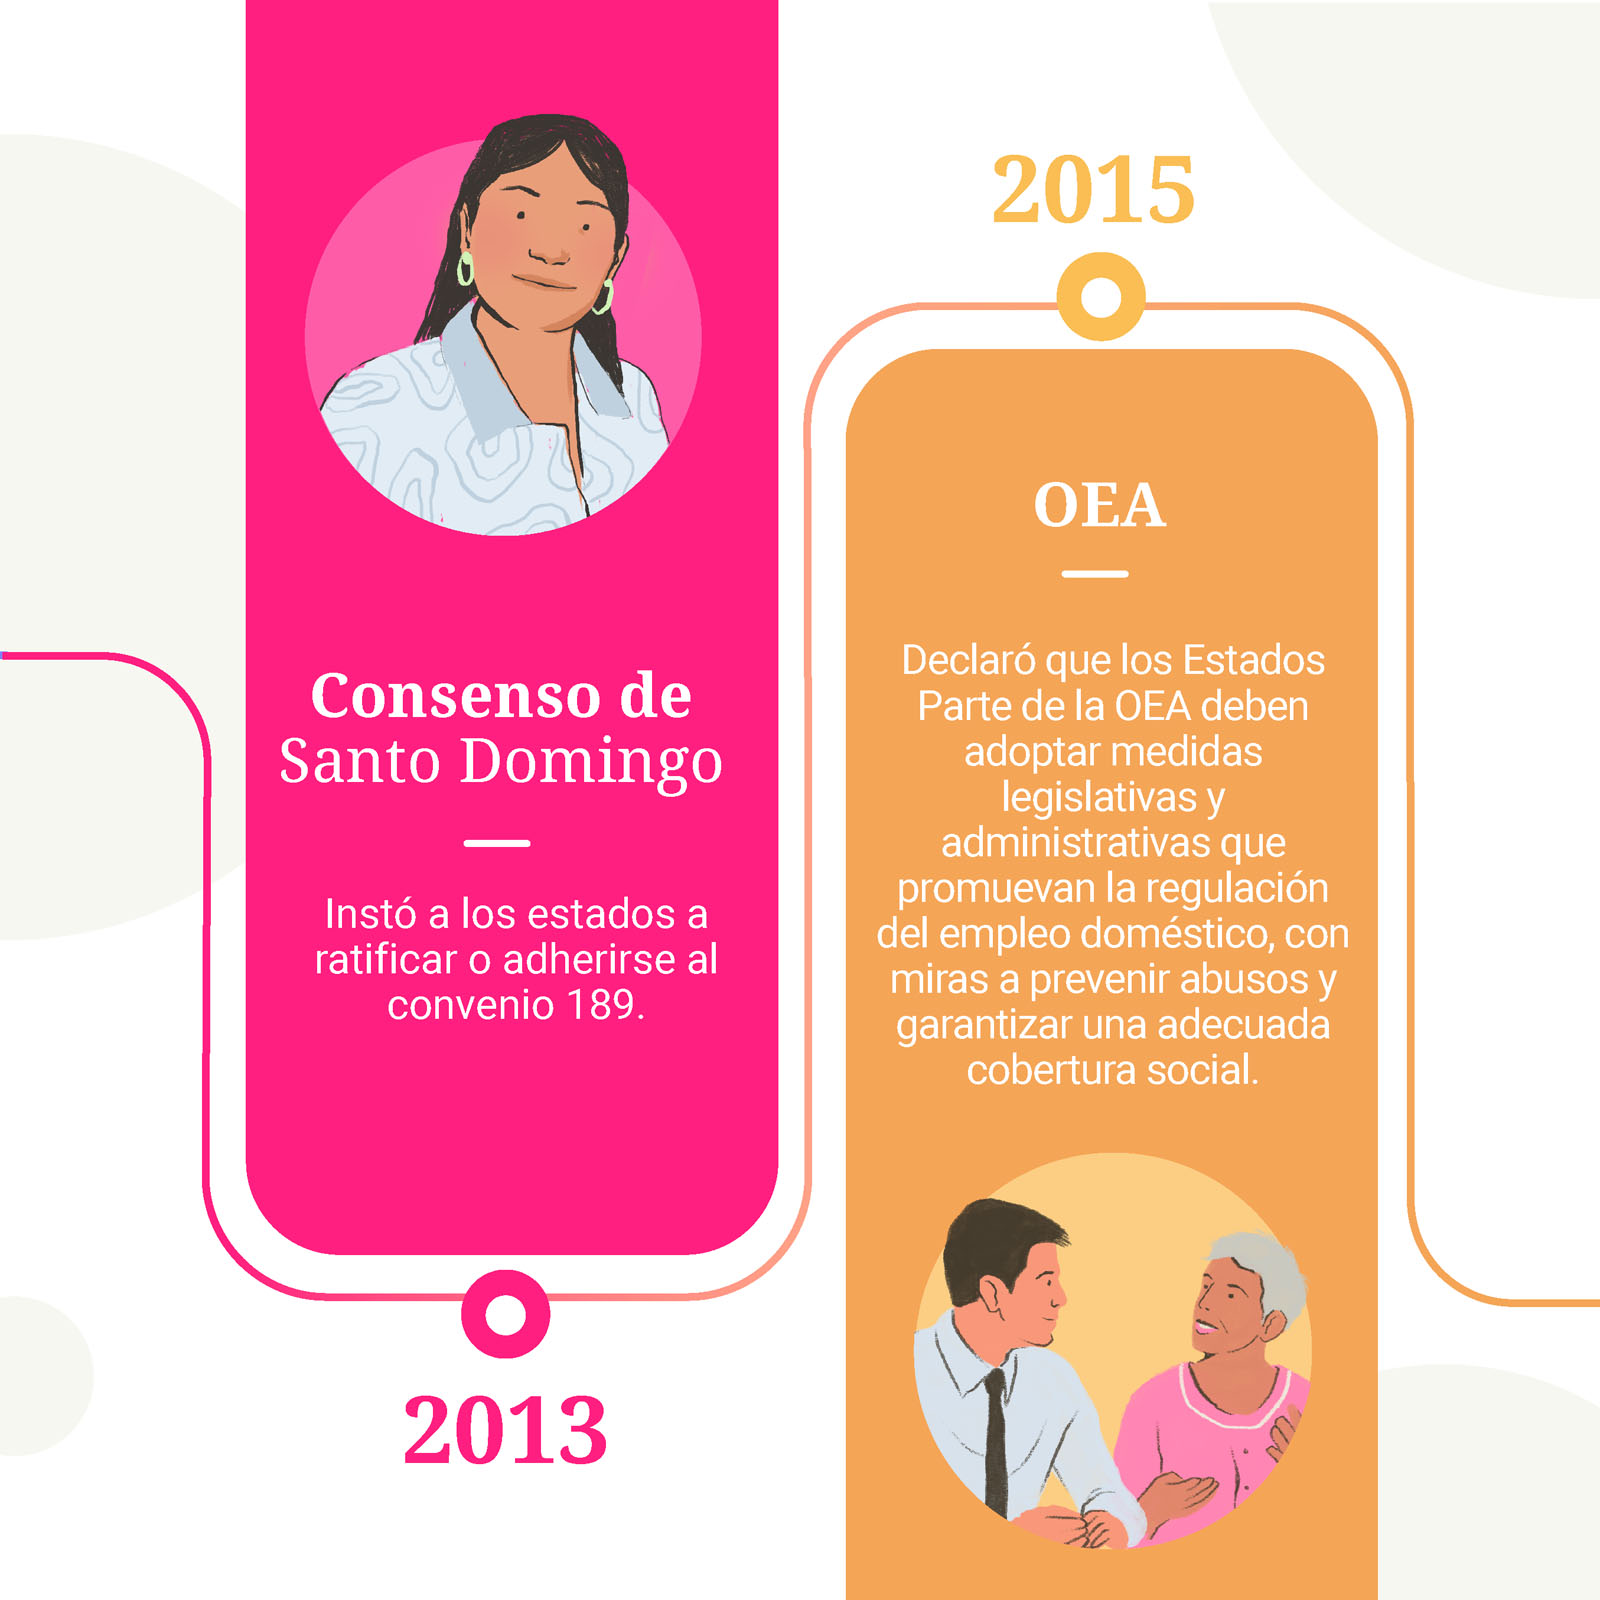 Consenso de
Santo Domingo
Instó a los estados a
ratificar o adherirse al
convenio 189.
2013
2015
OEA
Declaró que los Estados
Parte de la OEA deben
adoptar medidas
legislativas y
administrativas que
promuevan la regulación
del empleo doméstico, con
miras a prevenir abusos y
garantizar una adecuada
cobertura social.